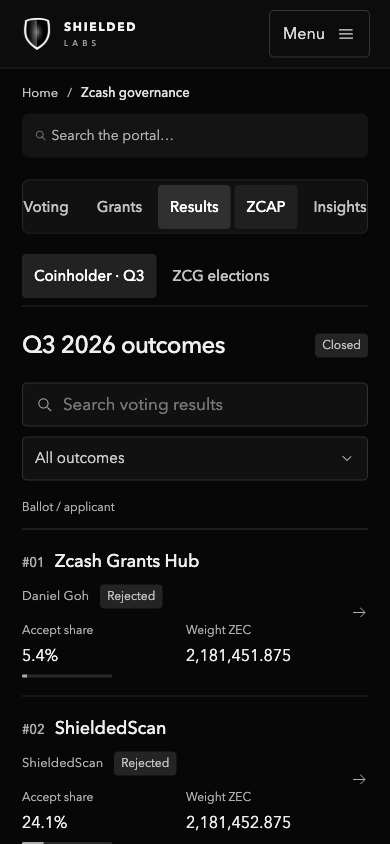 SHIELDED
LABS
Menu
Home / Zcash governance
Search the portal...
Voting Grants Results ZCAP Insights
Coinholder · Q3 ZCG elections
Q3 2026 outcomes Closed
Search voting results
All outcomes
Ballot / applicant
#01 Zcash Grants Hub
Daniel Goh Rejected
Accept share Weight ZEC
5.4% 2,181,451.875
#02 ShieldedScan
ShieldedScan Rejected
Accept share Weight ZEC
24.1% 2,181,452.875